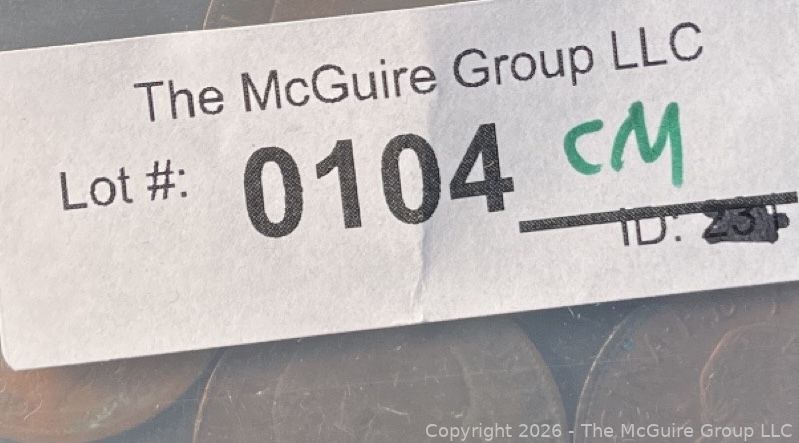 The McGuire Group LLC
Lot #: 0104 CM
ID:
Copyright 2026 - The McGuire Group LLC